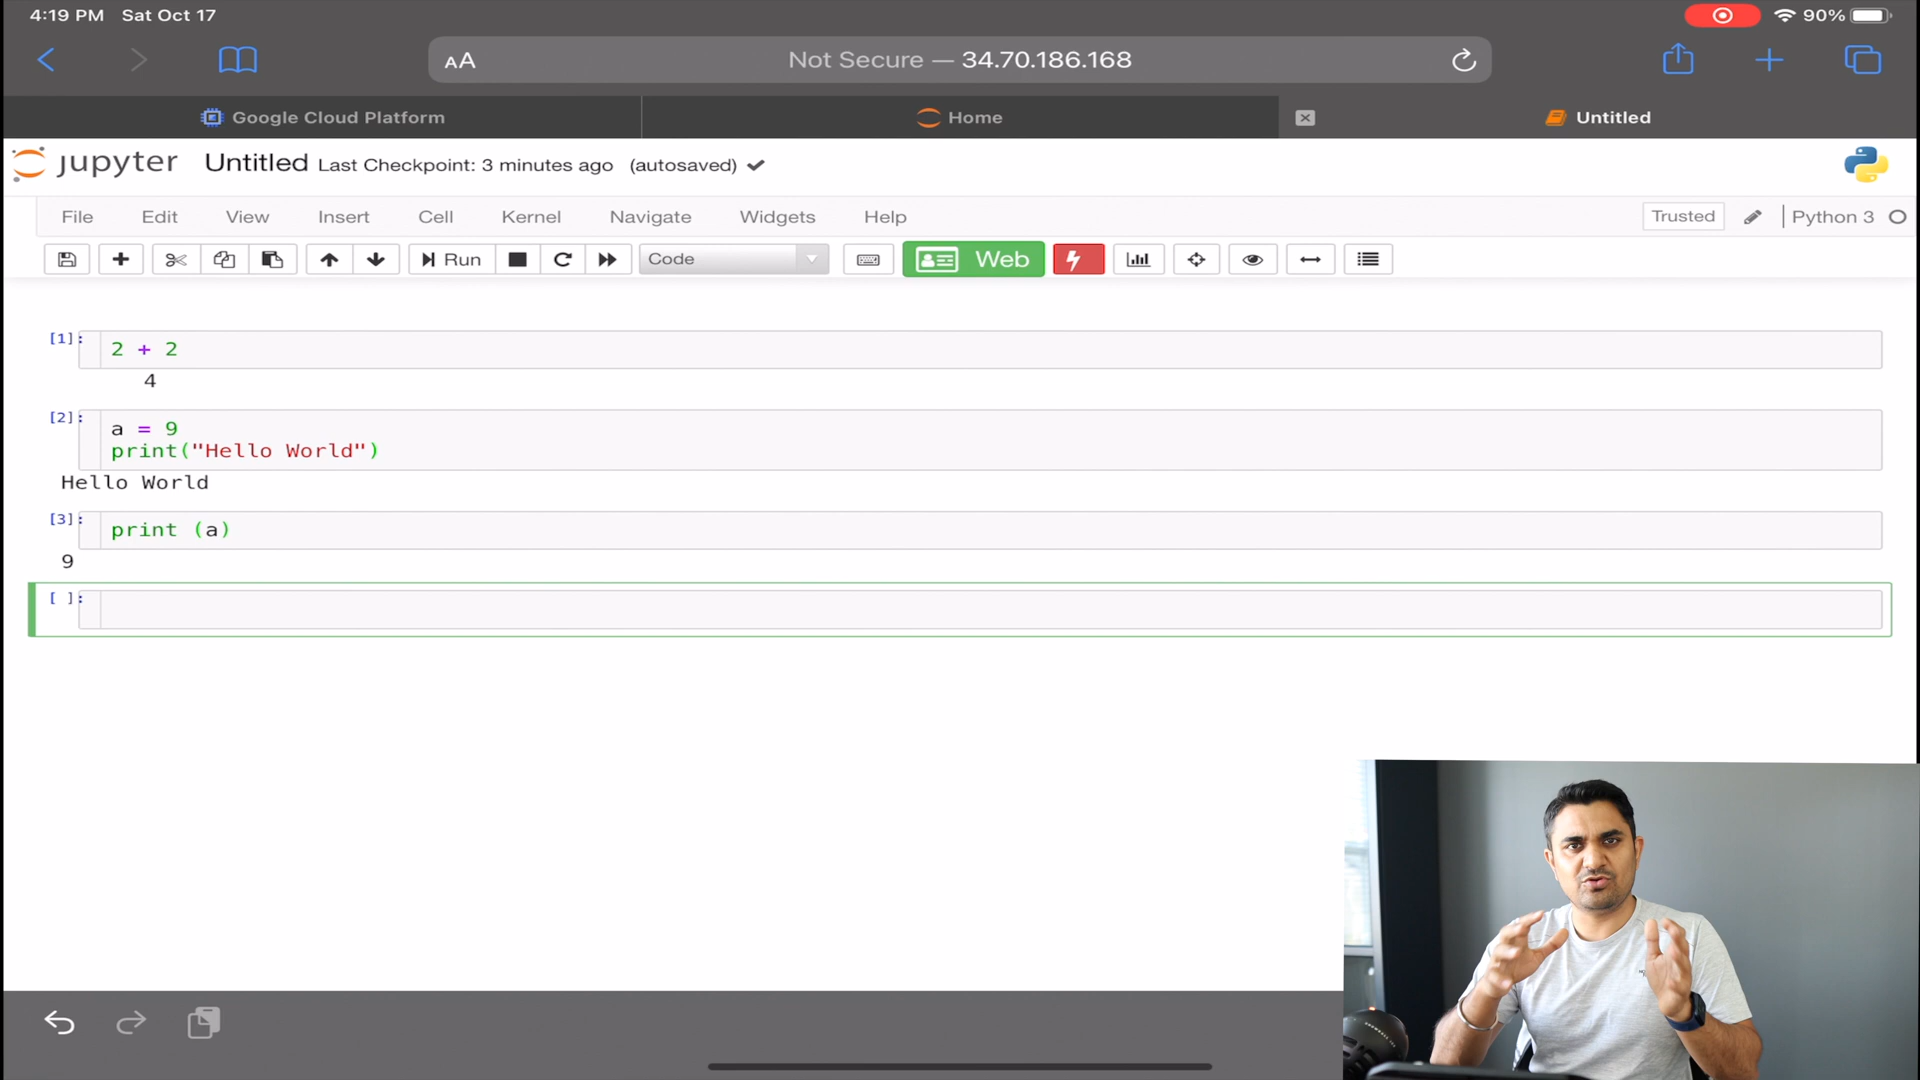 4:19 PM Sat Oct 17
90%
AA
Not Secure — 34.70.186.168
Google Cloud Platform
Home
Untitled
jupyter Untitled Last Checkpoint: 3 minutes ago (autosaved)
File Edit View Insert Cell Kernel Navigate Widgets Help
Trusted
Python 3
Run
Code
Web
[1]: 2 + 2
4
[2]: a = 9
print("Hello World")
Hello World
[3]: print (a)
9
[ ]: